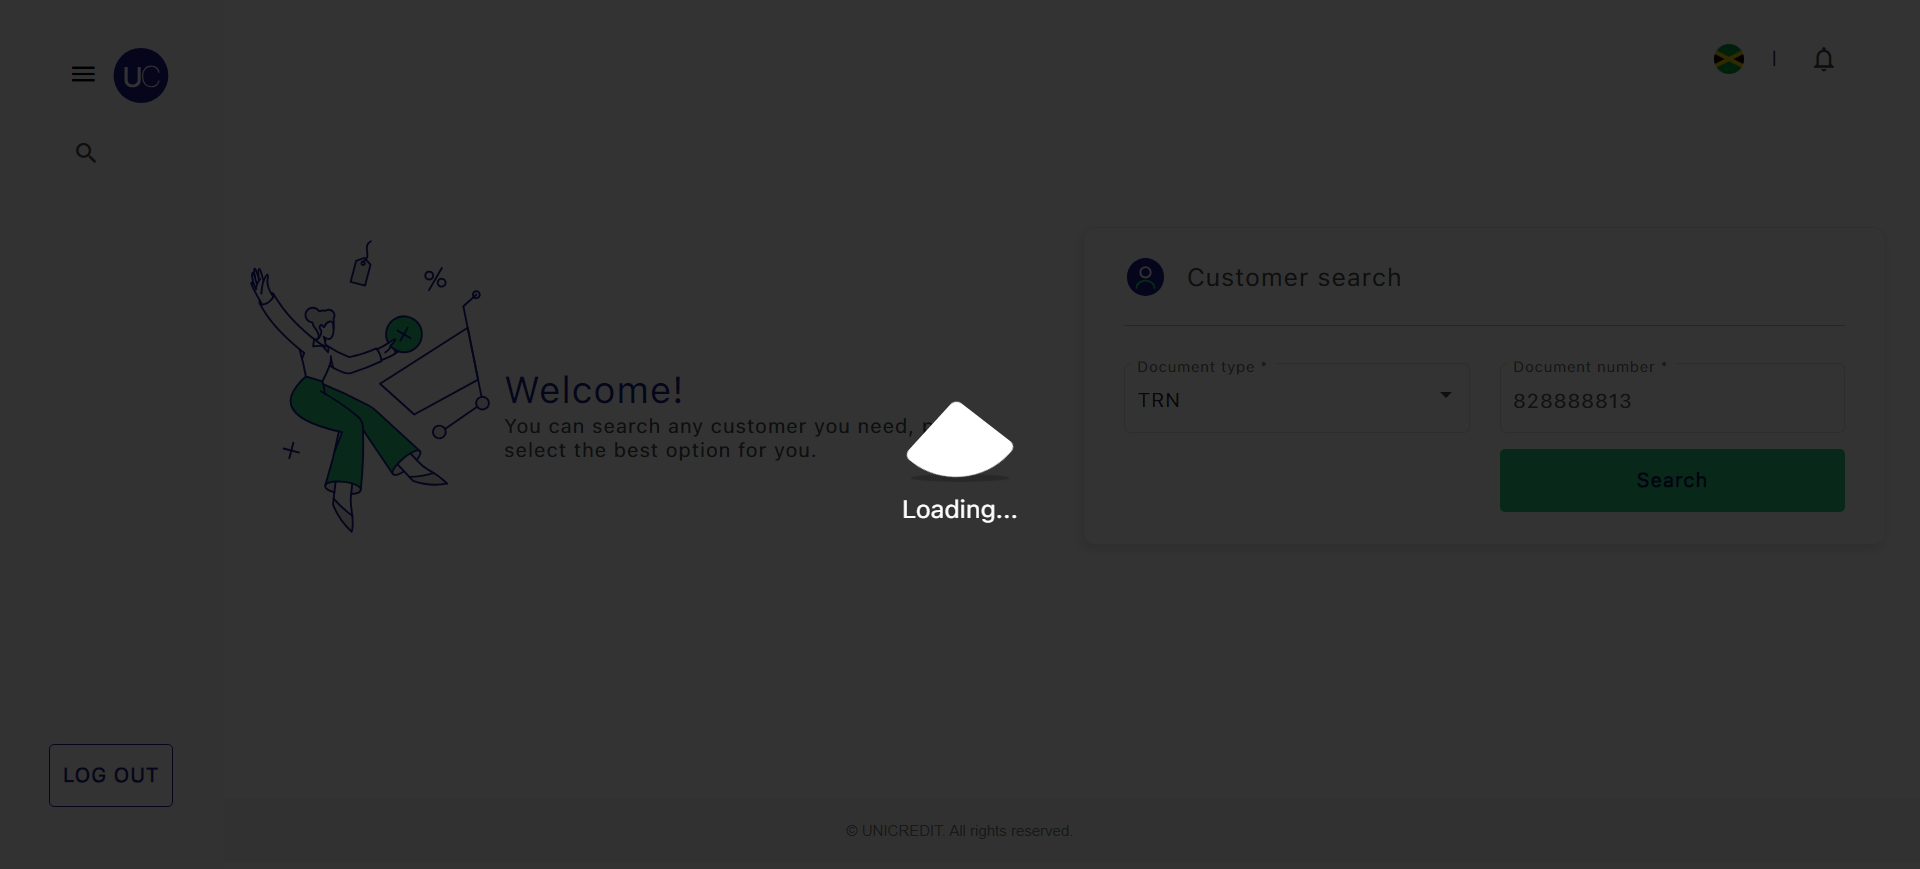 UC
Customer search
Document type *
TRN
Document number *
828888813
Search
Welcome!
You can search any customer you need,
select the best option for you.
Loading...
LOG OUT
© UNICREDIT. All rights reserved.